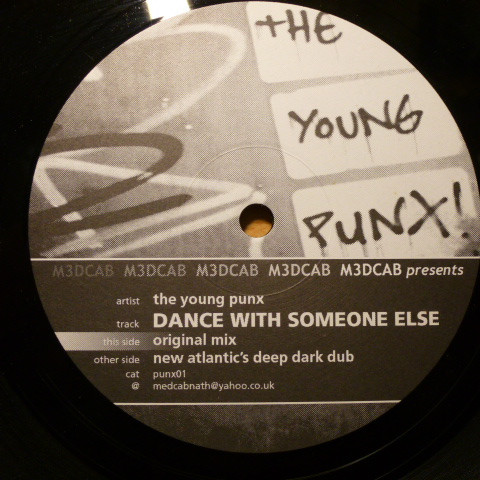 THE
YOUNG
PUNX!
M3DCAB M3DCAB M3DCAB M3DCAB M3DCAB presents
artist the young punx
track DANCE WITH SOMEONE ELSE
this side original mix
other side new atlantic's deep dark dub
cat punx01
@ medcabnath@yahoo.co.uk